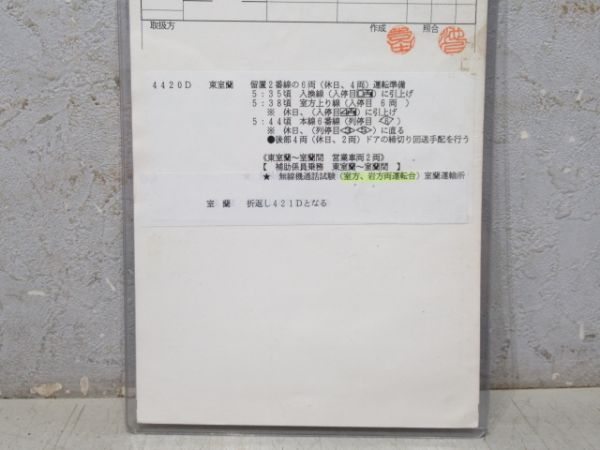 取扱方 作成 照合
4420D 東室蘭 留置2番線の6両(休日、4両)運転準備
5:35頃 入換線(入停目)に引上げ
5:38頃 室方上り線(入停目 6両)
※ 休日、(入停目)に引上げ
5:44頃 本線6番線(列停目 6)
※ 休日、(列停目)に直る
●後部4両(休日、2両)ドアの締切り回送手配を行う
《東室蘭～室蘭間 営業車両2両》
【 補助係員乗務 東室蘭～室蘭間 】
★ 無線機通話試験(室方、岩方両運転台)室蘭運輸所
室 蘭 折返し421Dとなる